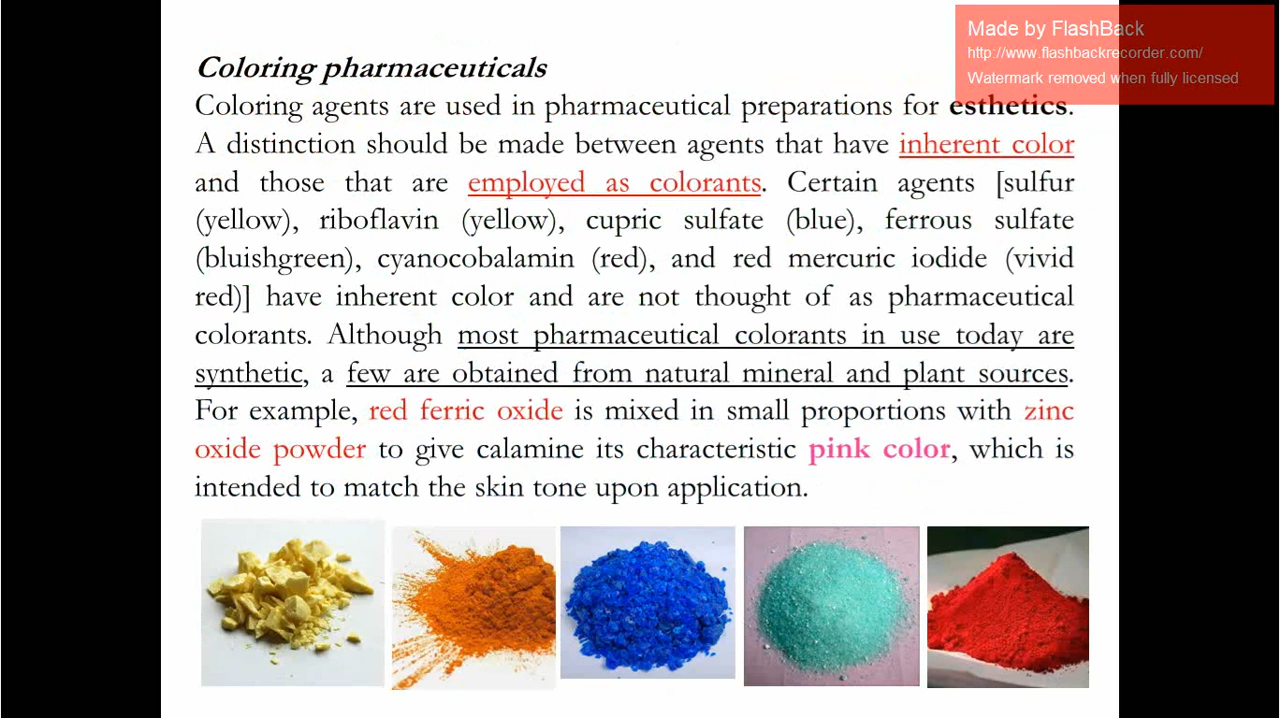 Made by FlashBack
http://www.flashbackrecorder.com/
Watermark removed when fully licensed
Coloring pharmaceuticals
Coloring agents are used in pharmaceutical preparations for esthetics.
A distinction should be made between agents that have inherent color
and those that are employed as colorants. Certain agents [sulfur
(yellow), riboflavin (yellow), cupric sulfate (blue), ferrous sulfate
(bluishgreen), cyanocobalamin (red), and red mercuric iodide (vivid
red)] have inherent color and are not thought of as pharmaceutical
colorants. Although most pharmaceutical colorants in use today are
synthetic, a few are obtained from natural mineral and plant sources.
For example, red ferric oxide is mixed in small proportions with zinc
oxide powder to give calamine its characteristic pink color, which is
intended to match the skin tone upon application.